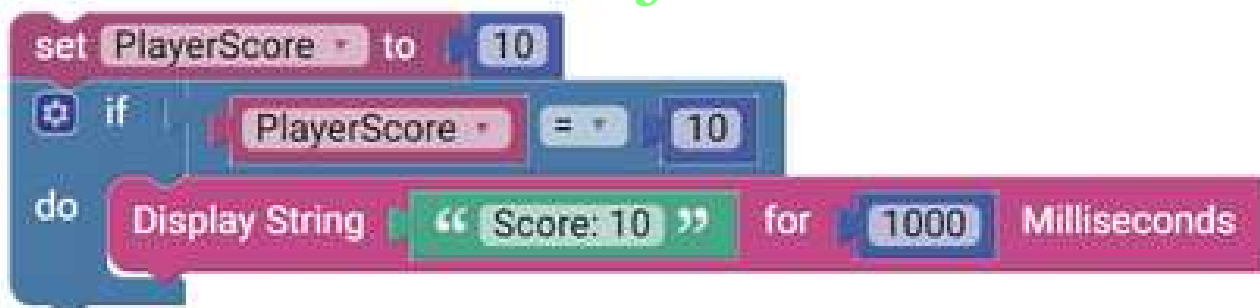 set PlayerScore to 10
if PlayerScore = 10
do Display String “ Score: 10 ” for 1000 Milliseconds